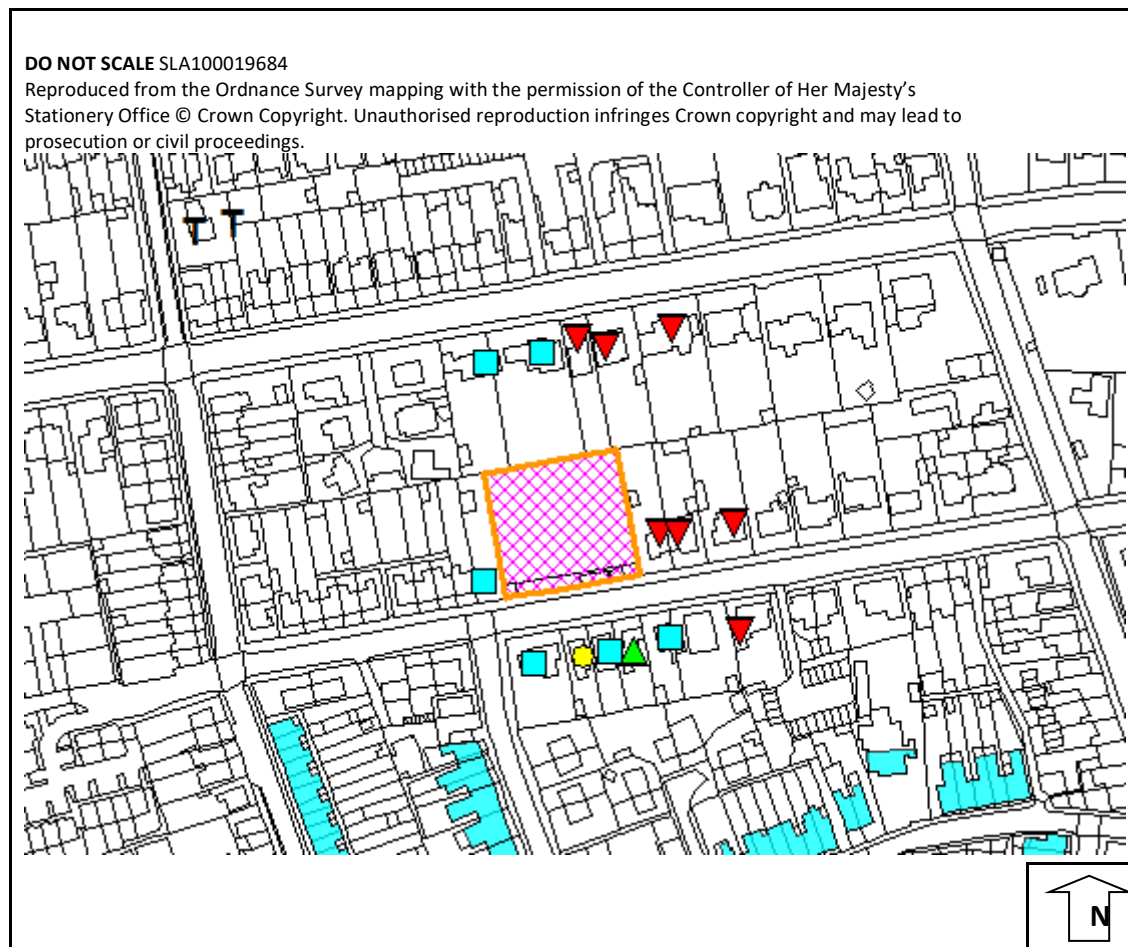 DO NOT SCALE SLA100019684
Reproduced from the Ordnance Survey mapping with the permission of the Controller of Her Majesty’s
Stationery Office © Crown Copyright. Unauthorised reproduction infringes Crown copyright and may lead to
prosecution or civil proceedings.
T T
N